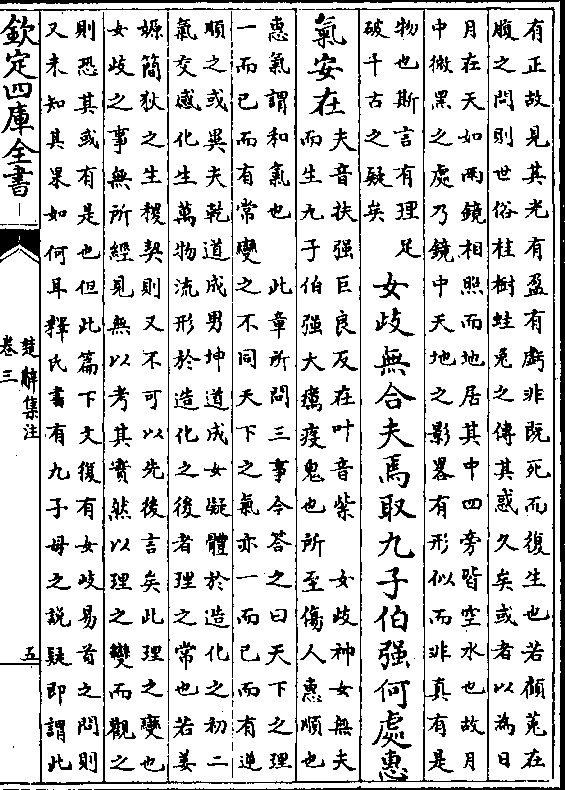 有正故見其光有盈有虧非既死而復生也若顧菟在
腹之問則世俗桂樹蛙兔之傳其惑久矣或者以為日
月在天如兩鏡相照而地居其中四旁皆空水也故月
中微黑之處乃鏡中天地之影畧有形似而非真有是
物也斯言有理足
破千古之疑矣
女歧無合夫焉取九子伯强何處惠
氣安在
夫音扶强巨良反在叶音紫 女歧神女無夫
而生九子伯强大癘疫鬼也所至傷人惠順也
惠氣謂和氣也 此章所問三事今答之曰天下之理
一而已而有常變之不同天下之氣亦一而已而有逆
順之或異夫乾道成男坤道成女凝體於造化之初二
氣交感化生萬物流形於造化之後者理之常也若姜
嫄簡狄之生稷契則又不可以先後言矣此理之變也
女歧之事無所經見無以考其實然以理之變而觀之
則恐其或有是也但此篇下文復有女歧易首之問則
又未知其果如何耳釋氏書有九子母之說疑即謂此
欽定四庫全書
楚辭集注
卷三
五